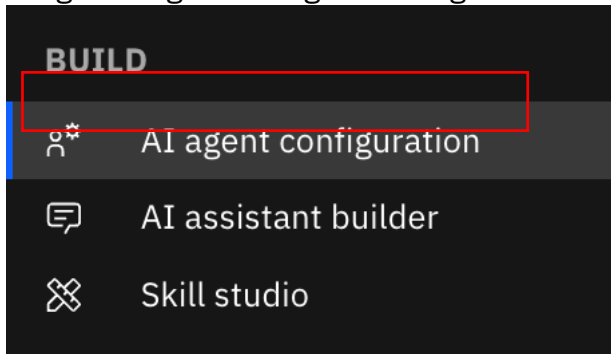 BUILD
AI agent configuration
AI assistant builder
Skill studio